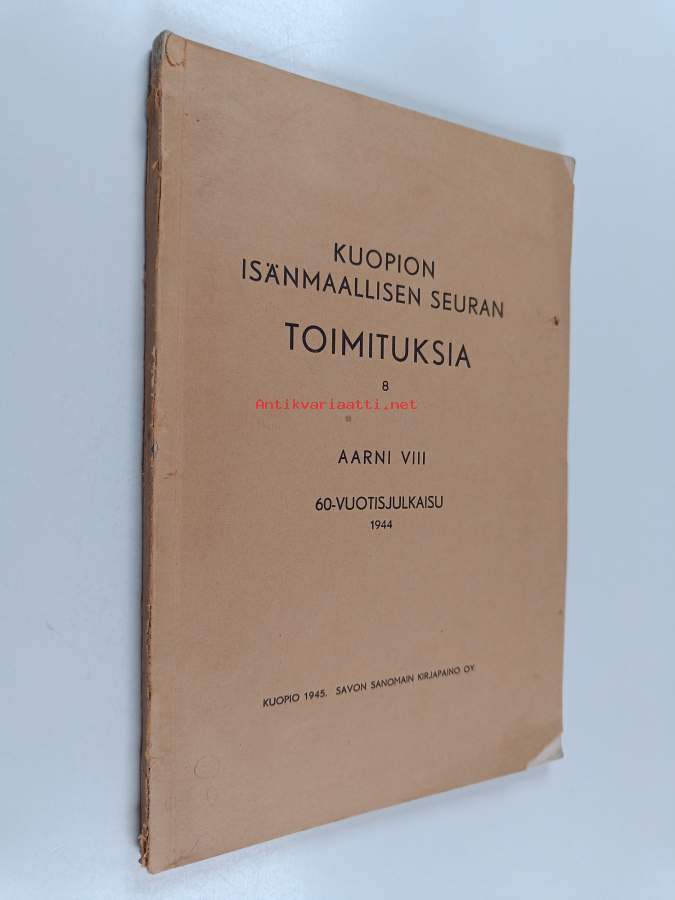 KUOPION
ISÄNMAALLISEN SEURAN
TOIMITUKSIA
8
Antikvariaatti.net
AARNI VIII
60-VUOTISJULKAISU
1944
KUOPIO 1945. SAVON SANOMAIN KIRJAPAINO OY